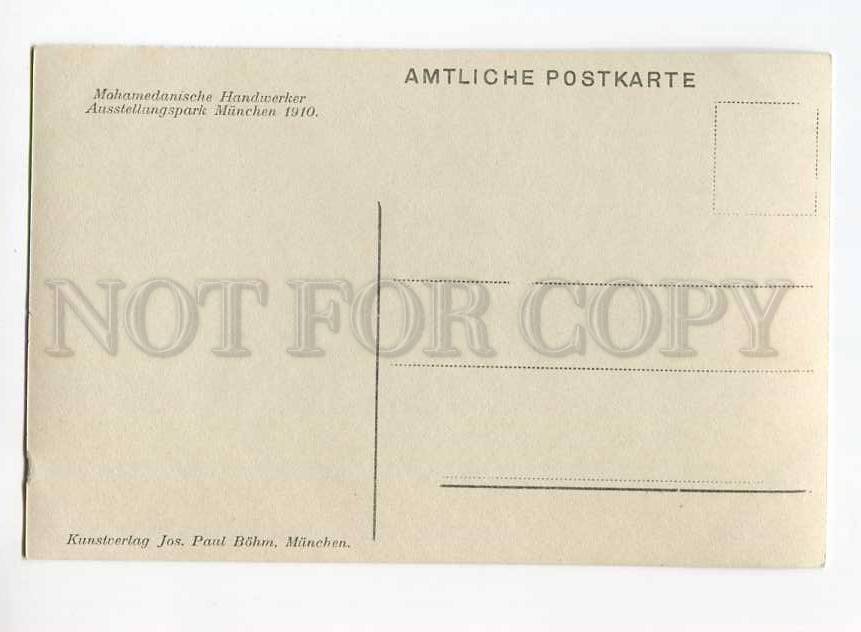 AMTLICHE POSTKARTE
Mohamedanische Handwerker
Ausstellungspark München 1910.
NOT FOR COPY
Kunstverlag Jos. Paul Böhm, München.